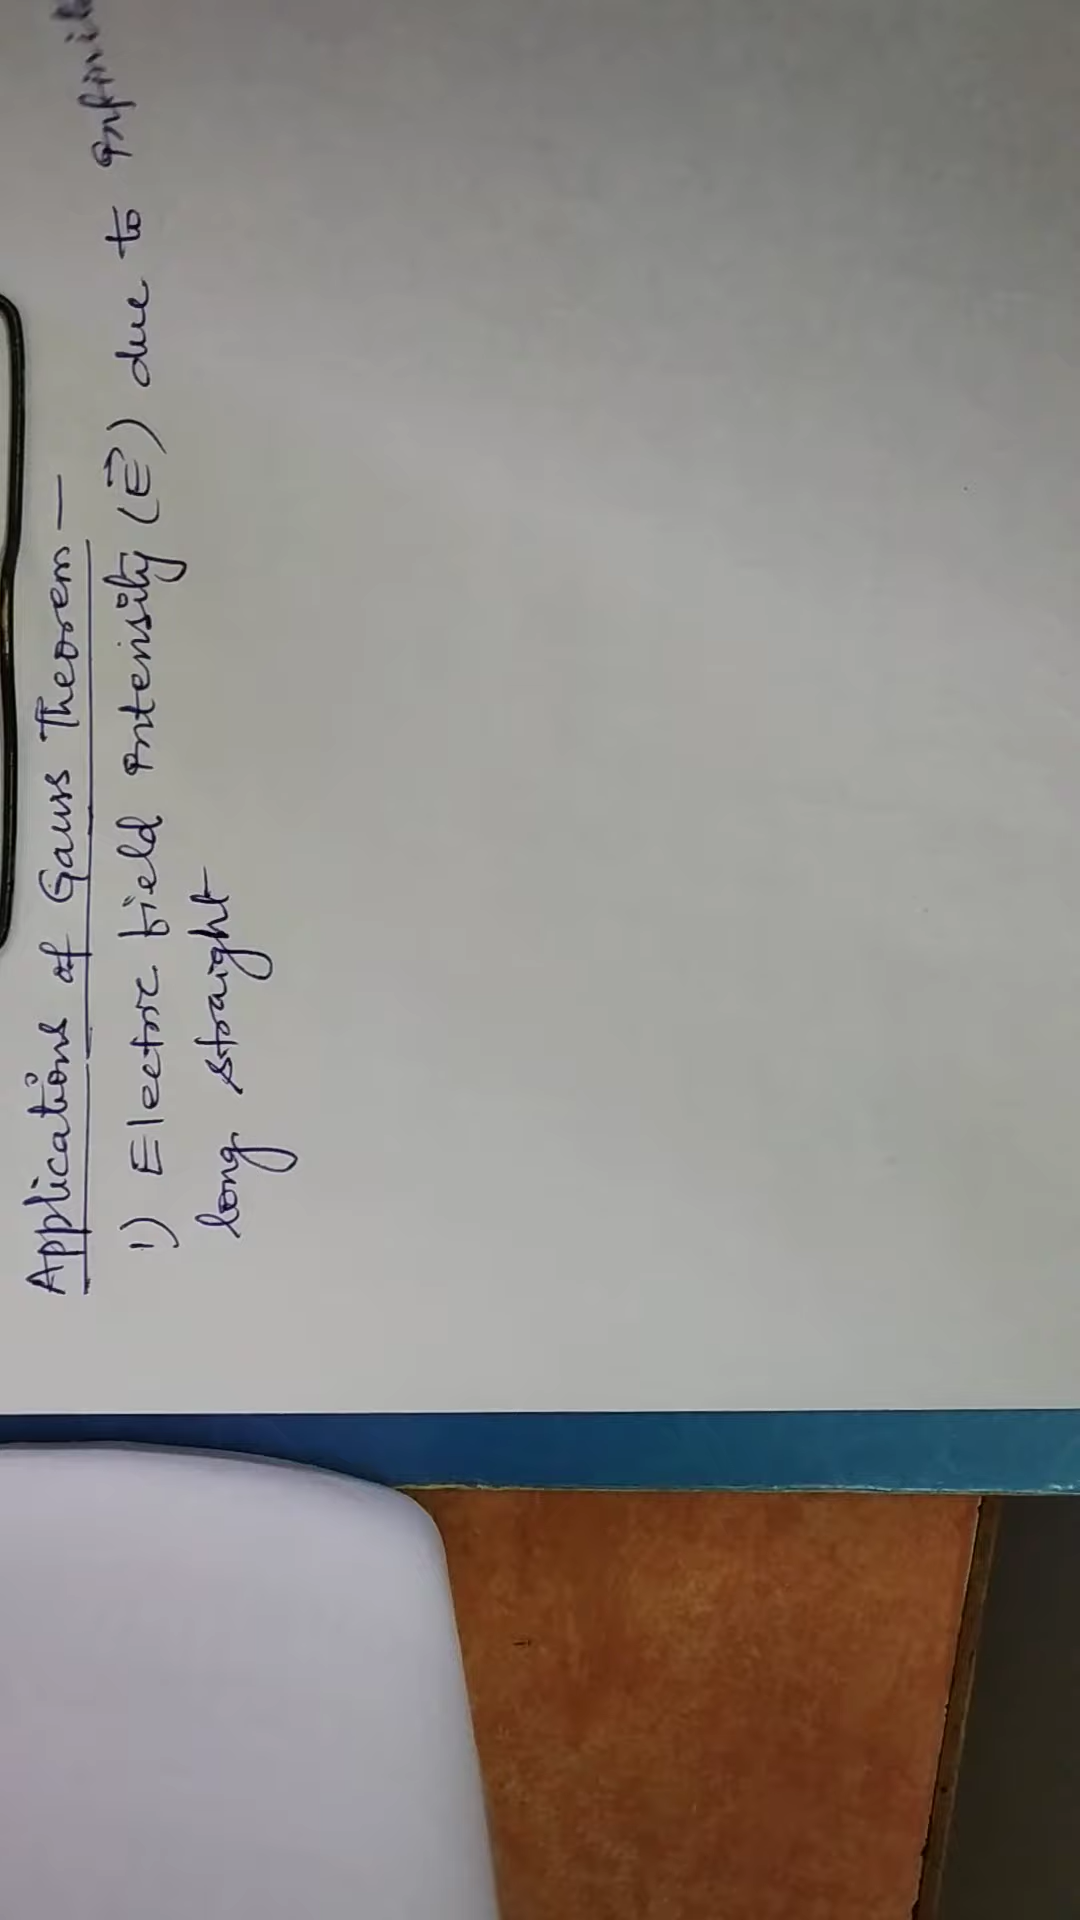 Applications of Gauss Theorem —
1) Electric field intensity (E⃗) due to
long straight